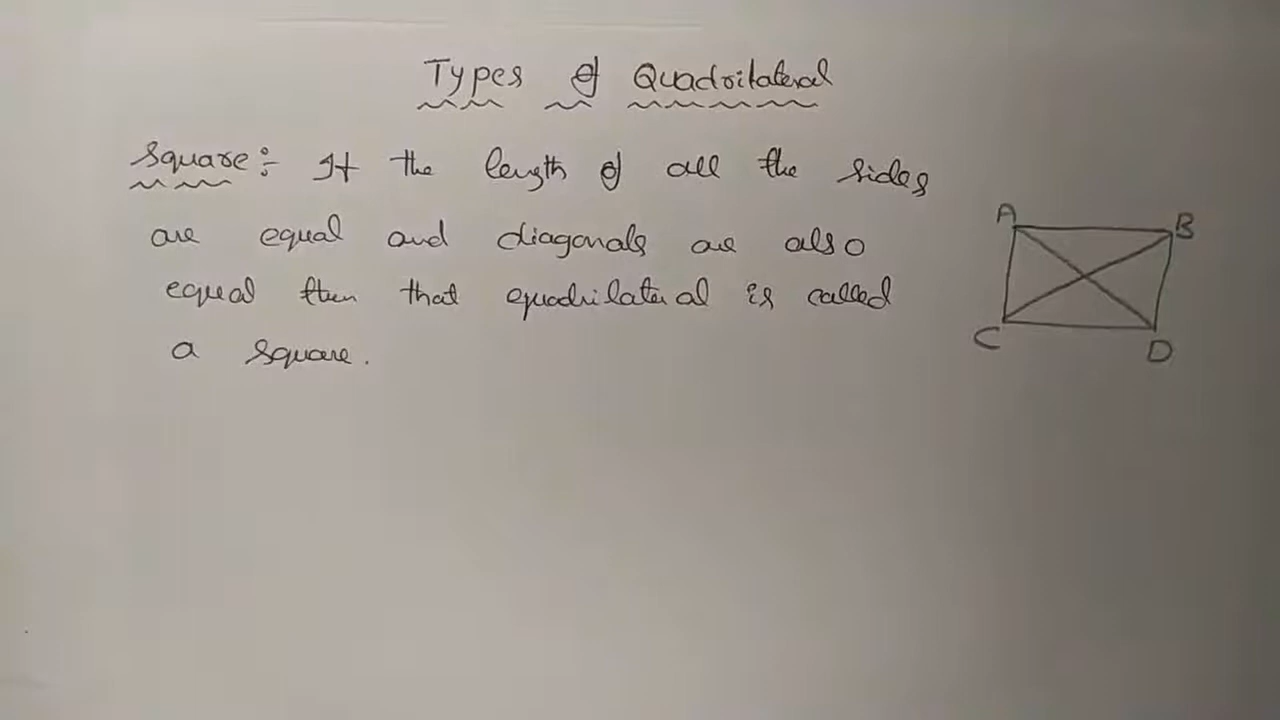 Types of Quadrilateral
Square:- If the length of all the sides
are equal and diagonals are also
equal then that quadrilateral is called
a square.
A B
C D